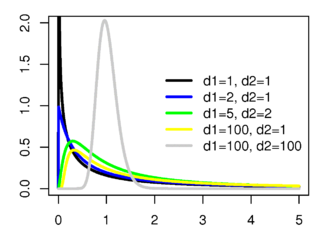 2.0
1.5
1.0
0.5
0.0
d1=1, d2=1
d1=2, d2=1
d1=5, d2=2
d1=100, d2=1
d1=100, d2=100
0 1 2 3 4 5